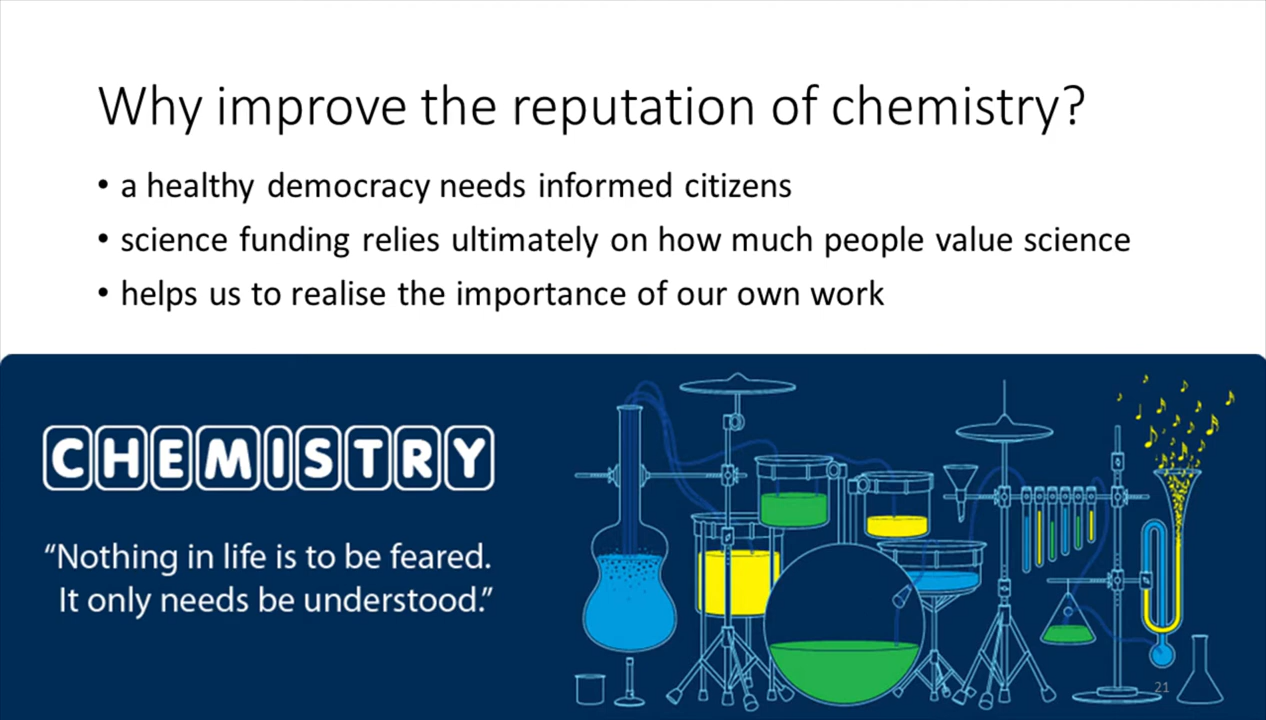 Why improve the reputation of chemistry?
• a healthy democracy needs informed citizens
• science funding relies ultimately on how much people value science
• helps us to realise the importance of our own work
CHEMISTRY
“Nothing in life is to be feared.
It only needs be understood.”
21